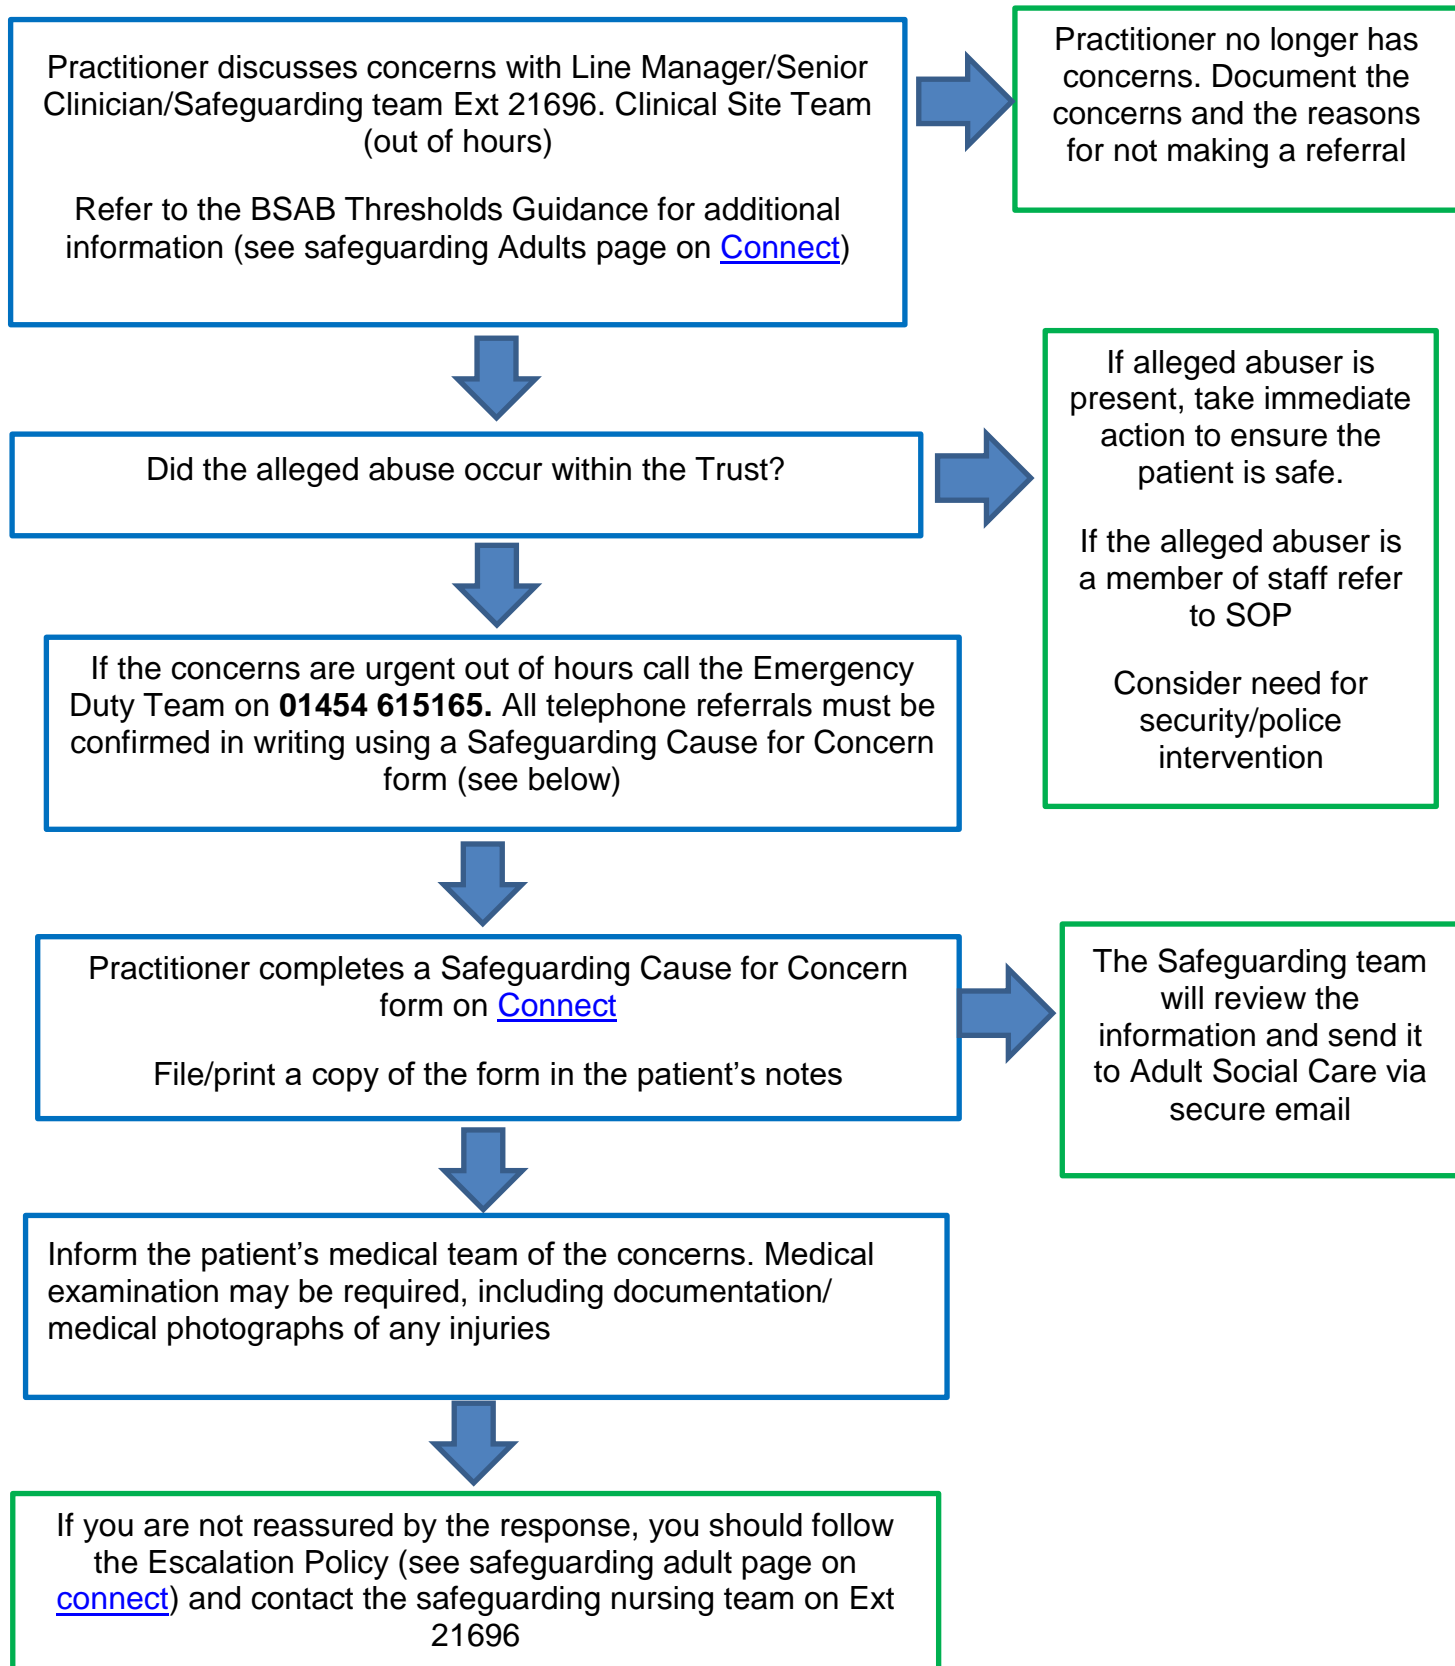 Practitioner discusses concerns with Line Manager/Senior
Clinician/Safeguarding team Ext 21696. Clinical Site Team
(out of hours)
Refer to the BSAB Thresholds Guidance for additional
information (see safeguarding Adults page on Connect)
Practitioner no longer has
concerns. Document the
concerns and the reasons
for not making a referral
Did the alleged abuse occur within the Trust?
If alleged abuser is
present, take immediate
action to ensure the
patient is safe.
If the alleged abuser is
a member of staff refer
to SOP
Consider need for
security/police
intervention
If the concerns are urgent out of hours call the Emergency
Duty Team on 01454 615165. All telephone referrals must be
confirmed in writing using a Safeguarding Cause for Concern
form (see below)
Practitioner completes a Safeguarding Cause for Concern
form on Connect
File/print a copy of the form in the patient’s notes
The Safeguarding team
will review the
information and send it
to Adult Social Care via
secure email
Inform the patient’s medical team of the concerns. Medical
examination may be required, including documentation/
medical photographs of any injuries
If you are not reassured by the response, you should follow
the Escalation Policy (see safeguarding adult page on
connect) and contact the safeguarding nursing team on Ext
21696